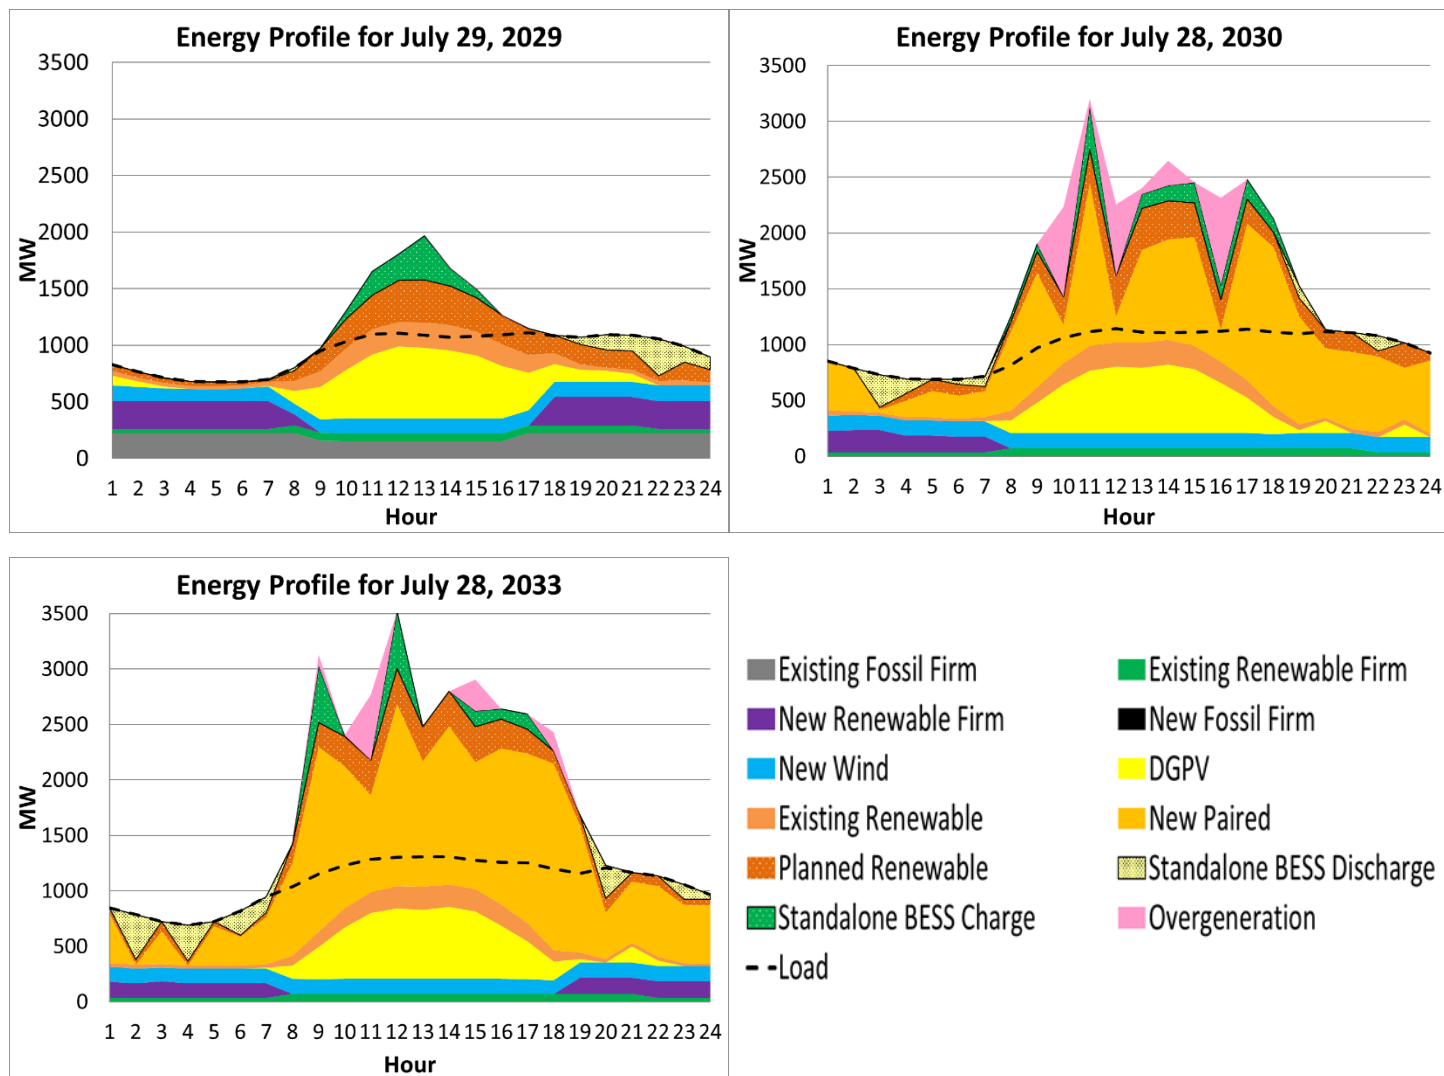 Energy Profile for July 29, 2029
3500
3000
2500
2000
1500
1000
500
0
MW
1 2 3 4 5 6 7 8 9 10 11 12 13 14 15 16 17 18 19 20 21 22 23 24
Hour
Energy Profile for July 28, 2030
3500
3000
2500
2000
1500
1000
500
0
MW
1 2 3 4 5 6 7 8 9 10 11 12 13 14 15 16 17 18 19 20 21 22 23 24
Hour
Energy Profile for July 28, 2033
3500
3000
2500
2000
1500
1000
500
0
MW
1 2 3 4 5 6 7 8 9 10 11 12 13 14 15 16 17 18 19 20 21 22 23 24
Hour
Existing Fossil Firm
Existing Renewable Firm
New Renewable Firm
New Fossil Firm
New Wind
DGPV
Existing Renewable
New Paired
Planned Renewable
Standalone BESS Discharge
Standalone BESS Charge
Overgeneration
Load